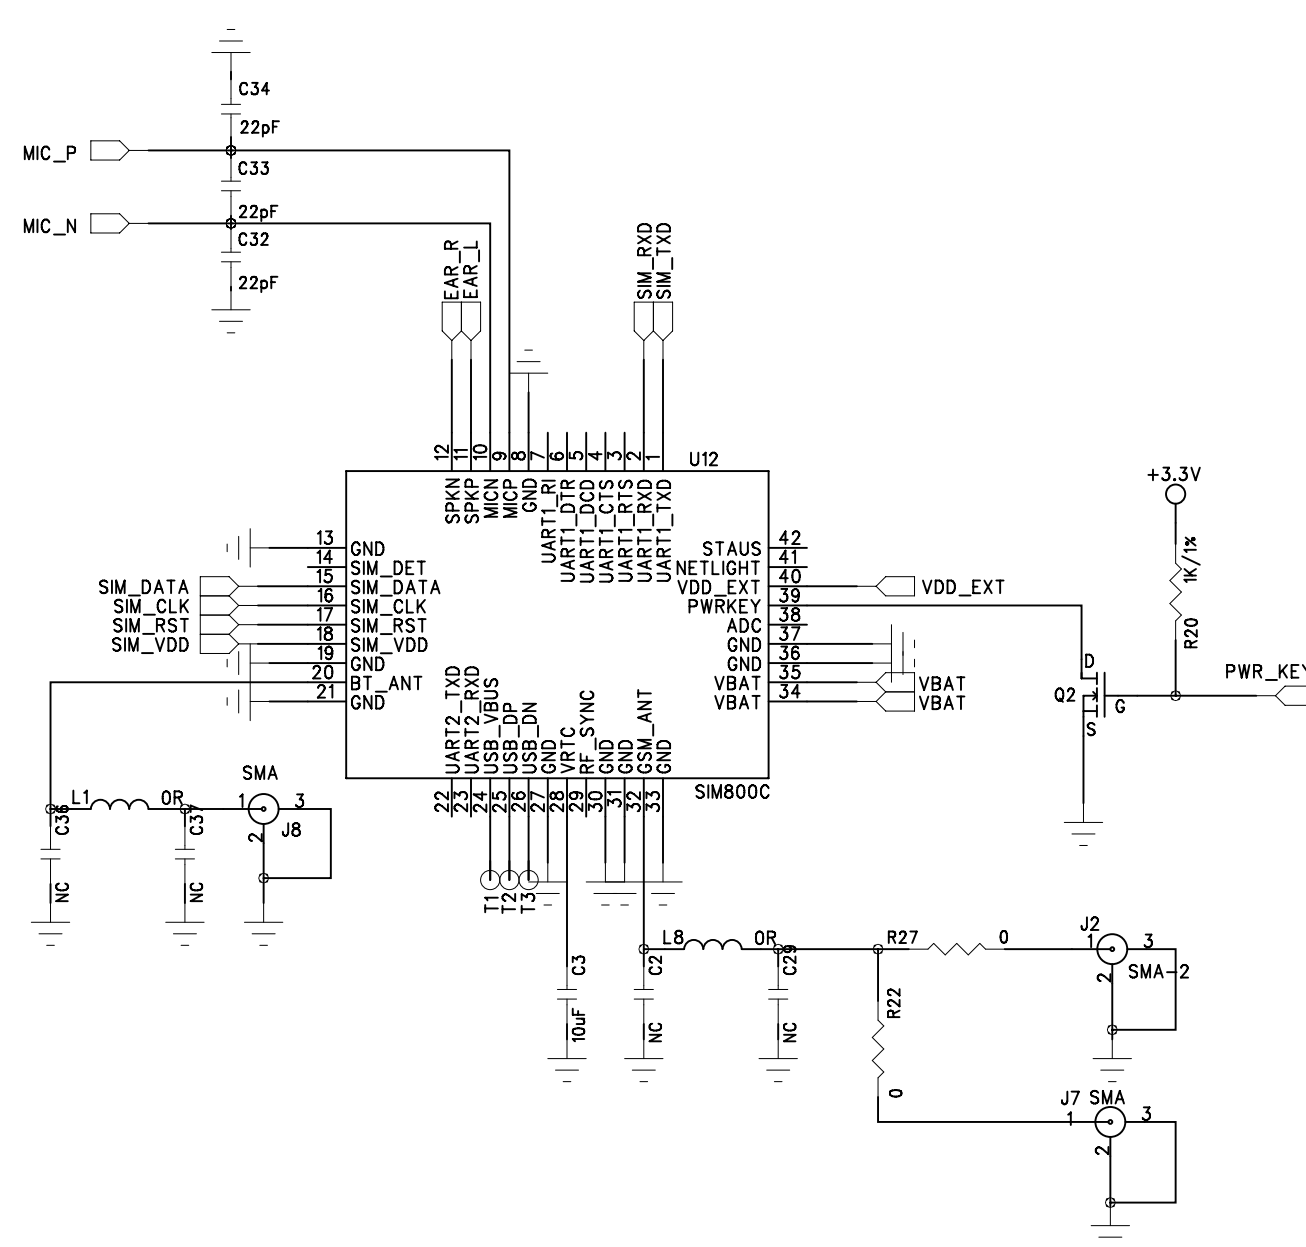 C34
22pF
MIC_P
C33
22pF
MIC_N
C32
22pF
EAR_R
EAR_L
SIM_RXD
SIM_TXD
12
11
10
9
8
7
6
5
4
3
2
1
U12
SPKN
SPKP
MICN
MICP
GND
UART1_RI
UART1_DTR
UART1_DCD
UART1_CTS
UART1_RTS
UART1_RXD
UART1_TXD
+3.3V
1K/1%
R20
13 GND
14 SIM_DET
SIM_DATA 15 SIM_DATA
SIM_CLK 16 SIM_CLK
SIM_RST 17 SIM_RST
SIM_VDD 18 SIM_VDD
19 GND
20 BT_ANT
21 GND
STAUS 42
NETLIGHT 41
VDD_EXT 40 VDD_EXT
PWRKEY 39
ADC 38
GND 37
GND 36
VBAT 35 VBAT
VBAT 34 VBAT
D
Q2
G
S
PWR_KEY
UART2_TXD
UART2_RXD
USB_VBUS
USB_DP
USB_DN
GND
VRTC
RF_SYNC
GND
GND
GSM_ANT
GND
SIM800C
22
23
24
25
26
27
28
29
30
31
32
33
SMA
L1 0R
1 3
2
J8
C36
NC
C37
NC
T1
T2
T3
C3
10uF
L8 0R
C2
NC
C29
NC
R27 0
R22
0
J2
1 3
2
SMA-2
J7 SMA
1 3
2